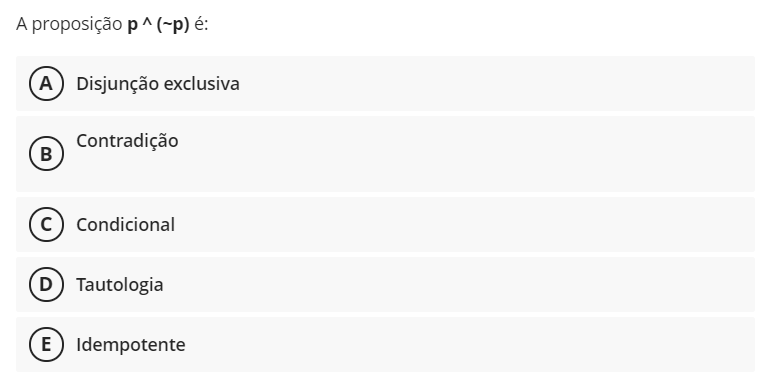 A proposição p ^ (~p) é:
A Disjunção exclusiva
B Contradição
C Condicional
D Tautologia
E Idempotente